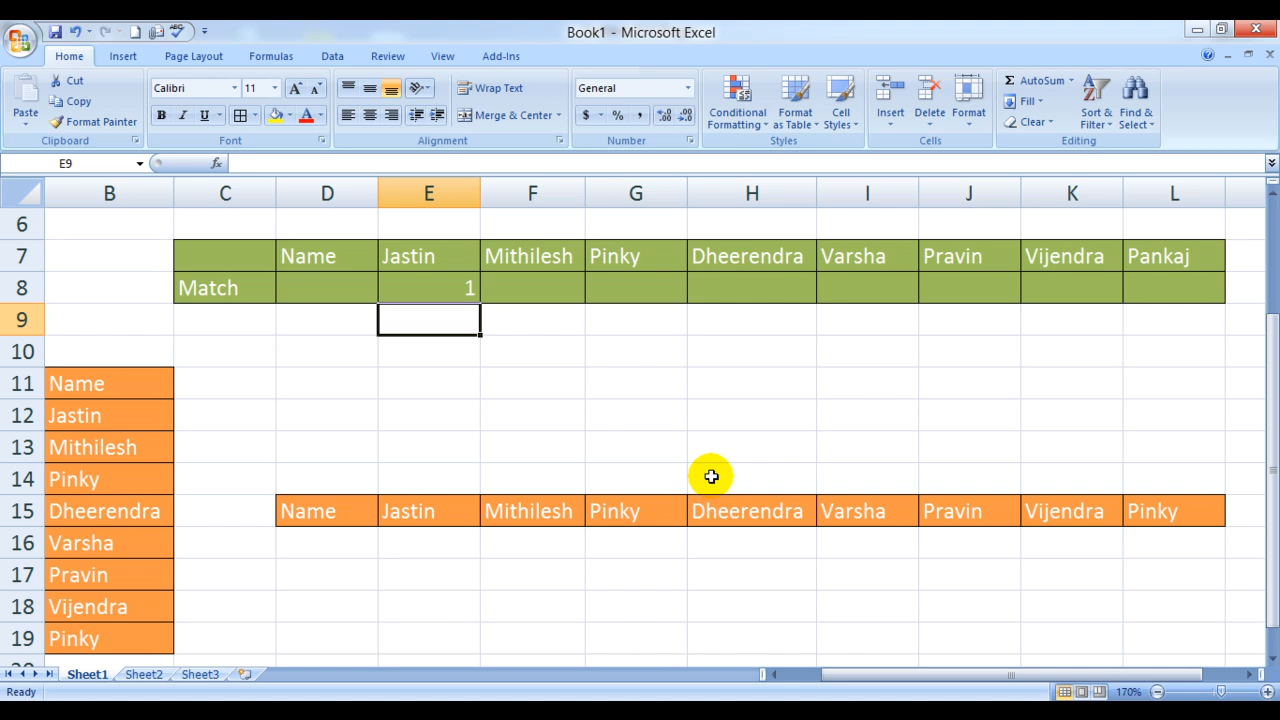 Book1 - Microsoft Excel
Home Insert Page Layout Formulas Data Review View Add-Ins
Paste
Cut
Copy
Format Painter
Clipboard
Calibri 11
B I U A
Font
Wrap Text
Merge & Center
Alignment
General
$ % ,
Number
Conditional Formatting
Format as Table
Cell Styles
Styles
Insert Delete Format
Cells
AutoSum
Fill
Clear
Sort & Filter
Find & Select
Editing
E9 fx
B C D E F G H I J K L
6
7 Name Jastin Mithilesh Pinky Dheerendra Varsha Pravin Vijendra Pankaj
8 Match 1
9
10
11 Name
12 Jastin
13 Mithilesh
14 Pinky
15 Dheerendra Name Jastin Mithilesh Pinky Dheerendra Varsha Pravin Vijendra Pinky
16 Varsha
17 Pravin
18 Vijendra
19 Pinky
Sheet1 Sheet2 Sheet3
Ready 170%